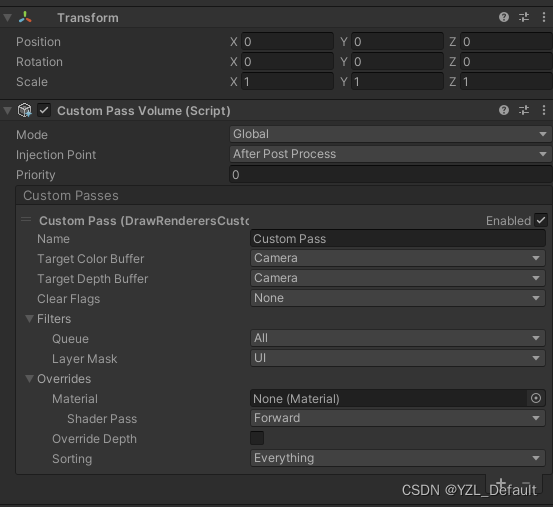 Transform
Position X 0 Y 0 Z 0
Rotation X 0 Y 0 Z 0
Scale X 1 Y 1 Z 1
Custom Pass Volume (Script)
Mode Global
Injection Point After Post Process
Priority 0
Custom Passes
Custom Pass (DrawRenderersCustc Enabled
Name Custom Pass
Target Color Buffer Camera
Target Depth Buffer Camera
Clear Flags None
Filters
Queue All
Layer Mask UI
Overrides
Material None (Material)
Shader Pass Forward
Override Depth
Sorting Everything
CSDN @YZL_Default